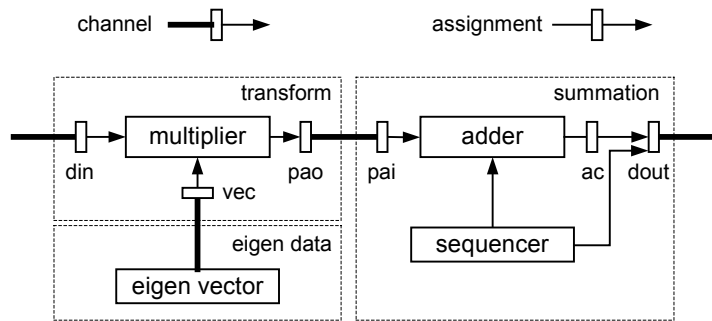 channel
assignment
transform
summation
multiplier
adder
din
pao
pai
ac
dout
vec
eigen data
sequencer
eigen vector